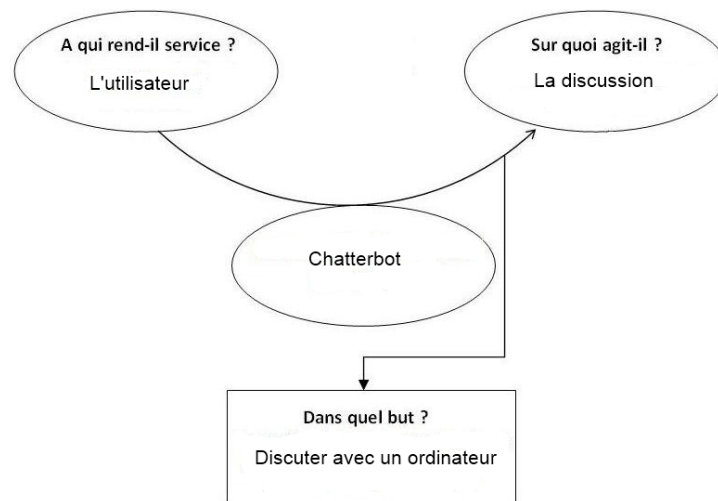 A qui rend-il service ?
L'utilisateur
Sur quoi agit-il ?
La discussion
Chatterbot
Dans quel but ?
Discuter avec un ordinateur